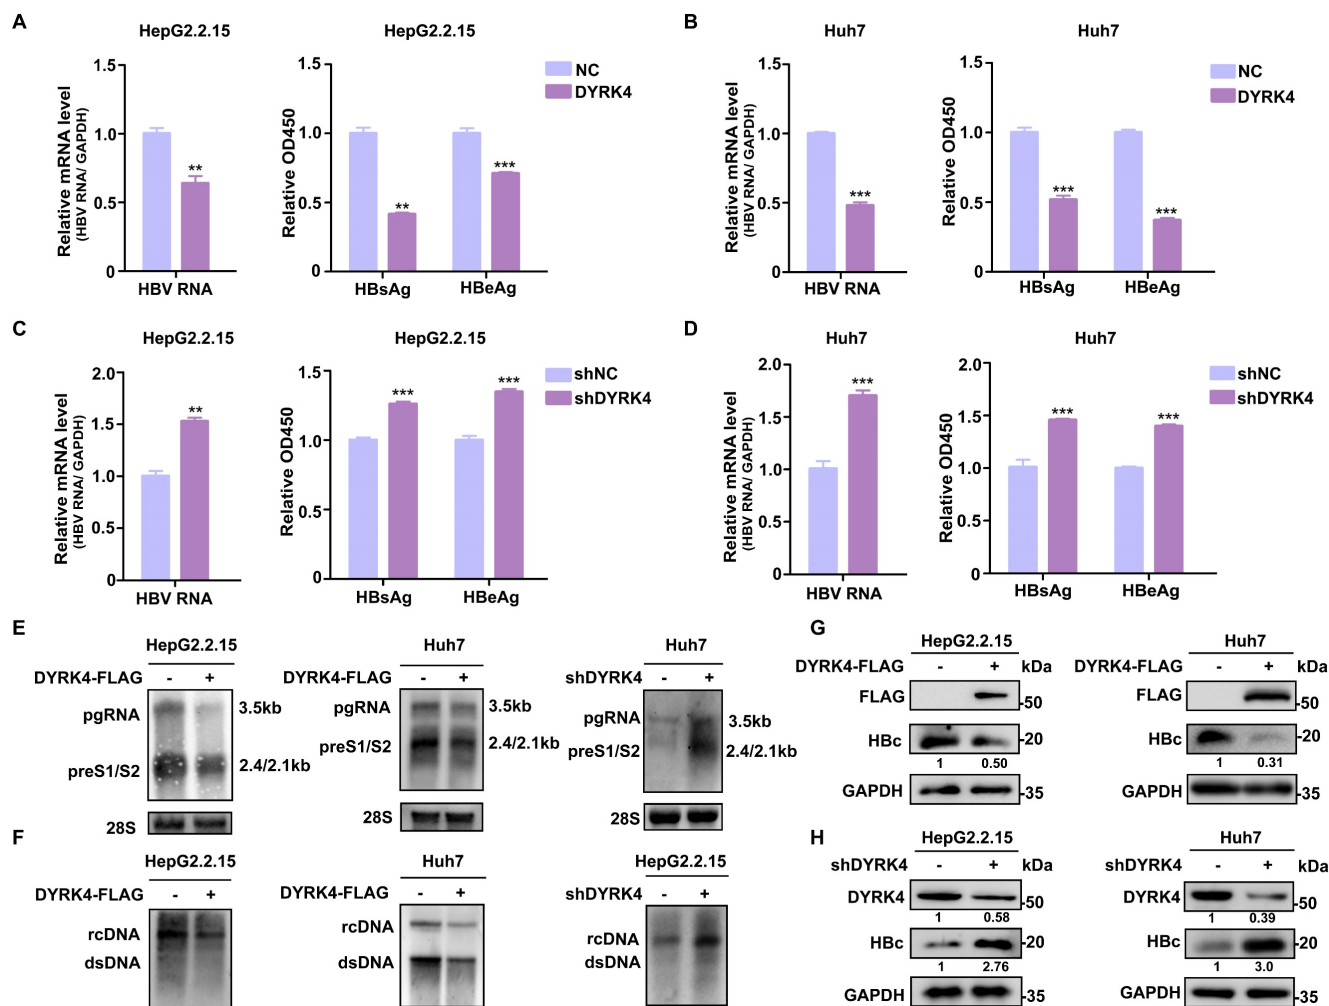 A
HepG2.2.15
HepG2.2.15
Relative mRNA level
(HBV RNA/ GAPDH)
1.5
1.0
0.5
0
**
HBV RNA
Relative OD450
1.5
1.0
0.5
0
**
***
HBsAg
HBeAg
NC
DYRK4
B
Huh7
Huh7
Relative mRNA level
(HBV RNA/ GAPDH)
1.5
1.0
0.5
0
***
HBV RNA
Relative OD450
1.5
1.0
0.5
0
***
***
HBsAg
HBeAg
NC
DYRK4
C
HepG2.2.15
HepG2.2.15
Relative mRNA level
(HBV RNA/ GAPDH)
2.0
1.5
1.0
0.5
0
**
HBV RNA
Relative OD450
1.5
1.0
0.5
0
***
***
HBsAg
HBeAg
shNC
shDYRK4
D
Huh7
Huh7
Relative mRNA level
(HBV RNA/ GAPDH)
2.0
1.5
1.0
0.5
0
***
HBV RNA
Relative OD450
2.0
1.5
1.0
0.5
0
***
***
HBsAg
HBeAg
shNC
shDYRK4
E
HepG2.2.15
DYRK4-FLAG - +
pgRNA 3.5kb
preS1/S2 2.4/2.1kb
28S
Huh7
DYRK4-FLAG - +
pgRNA 3.5kb
preS1/S2 2.4/2.1kb
28S
Huh7
shDYRK4 - +
pgRNA 3.5kb
preS1/S2 2.4/2.1kb
28S
F
HepG2.2.15
DYRK4-FLAG - +
rcDNA
dsDNA
Huh7
DYRK4-FLAG - +
rcDNA
dsDNA
HepG2.2.15
shDYRK4 - +
rcDNA
dsDNA
G
HepG2.2.15
DYRK4-FLAG - + kDa
FLAG -50
HBc -20
1 0.50
GAPDH -35
Huh7
DYRK4-FLAG - + kDa
FLAG -50
HBc -20
1 0.31
GAPDH -35
H
HepG2.2.15
shDYRK4 - + kDa
DYRK4 -50
1 0.58
HBc -20
1 2.76
GAPDH -35
Huh7
shDYRK4 - + kDa
DYRK4 -50
1 0.39
HBc -20
1 3.0
GAPDH -35